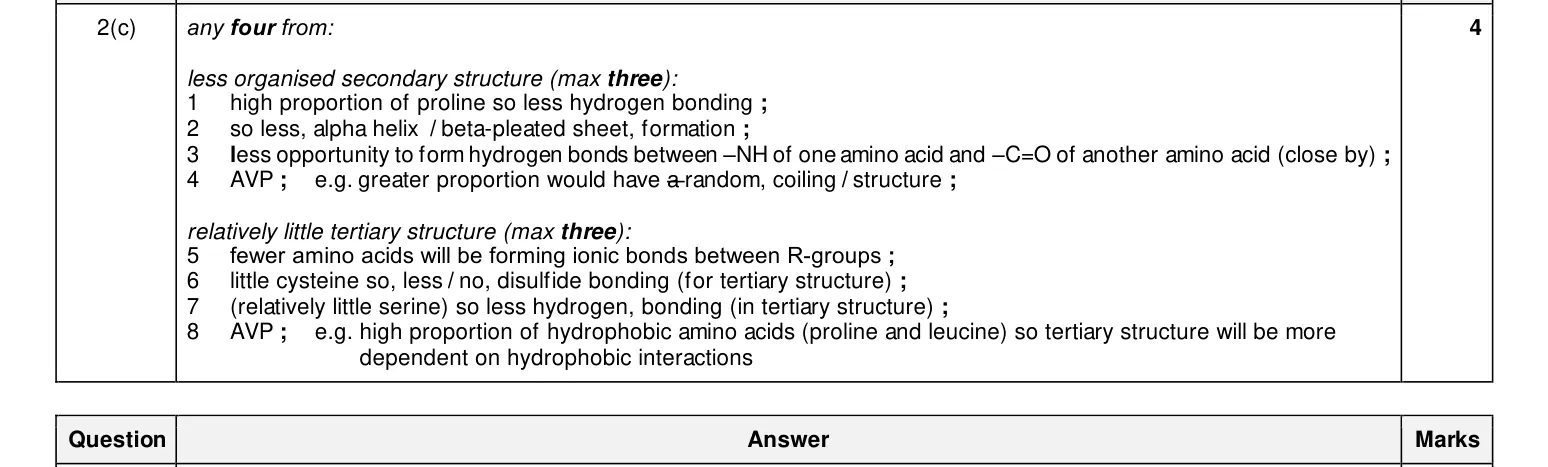 2(c) any four from: 4
less organised secondary structure (max three):
1 high proportion of proline so less hydrogen bonding ;
2 so less, alpha helix / beta-pleated sheet, formation ;
3 less opportunity to form hydrogen bonds between –NH of one amino acid and –C=O of another amino acid (close by) ;
4 AVP ; e.g. greater proportion would have a random, coiling / structure ;
relatively little tertiary structure (max three):
5 fewer amino acids will be forming ionic bonds between R-groups ;
6 little cysteine so, less / no, disulfide bonding (for tertiary structure) ;
7 (relatively little serine) so less hydrogen, bonding (in tertiary structure) ;
8 AVP ; e.g. high proportion of hydrophobic amino acids (proline and leucine) so tertiary structure will be more
dependent on hydrophobic interactions
Question Answer Marks